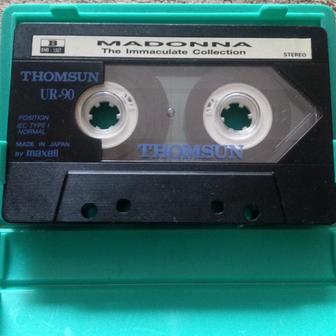 B
MADONNA
The Immaculate Collection
STEREO
THOMSUN
UR-90
POSITION
IEC TYPE I
NORMAL
MADE IN JAPAN
BY maxell
THOMSUN